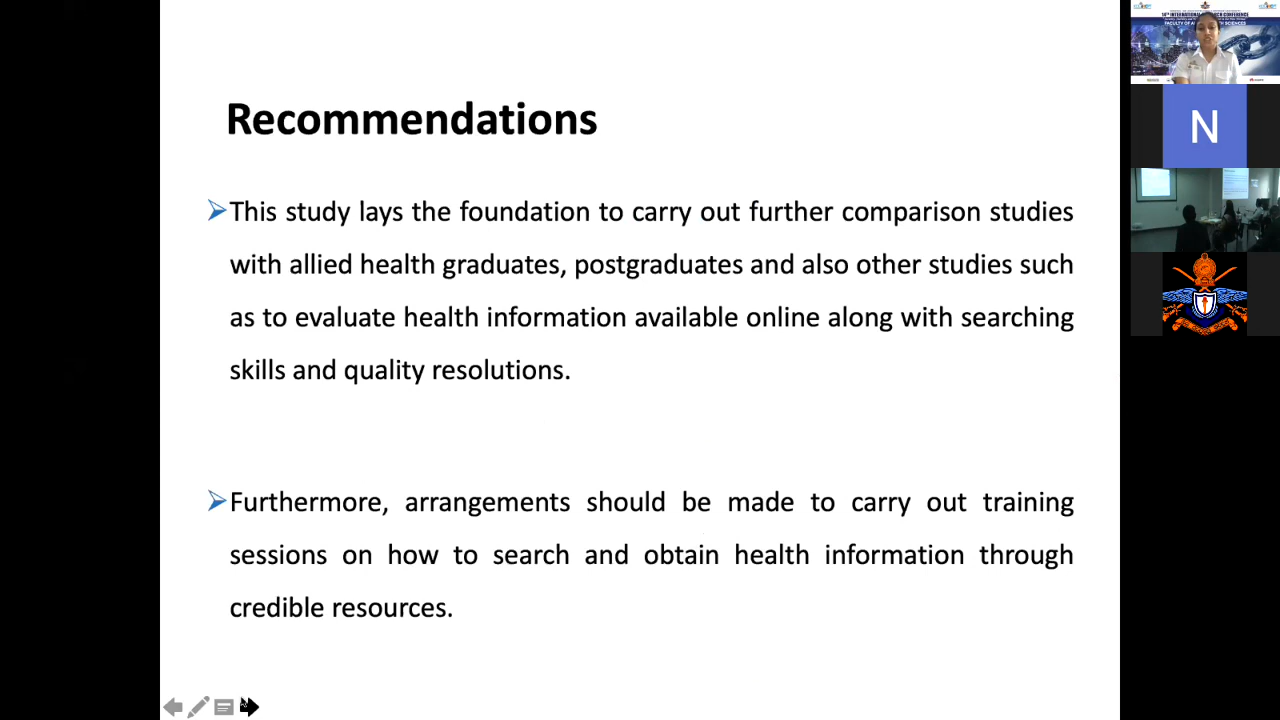 Recommendations
➢This study lays the foundation to carry out further comparison studies
with allied health graduates, postgraduates and also other studies such
as to evaluate health information available online along with searching
skills and quality resolutions.
➢Furthermore, arrangements should be made to carry out training
sessions on how to search and obtain health information through
credible resources.
N